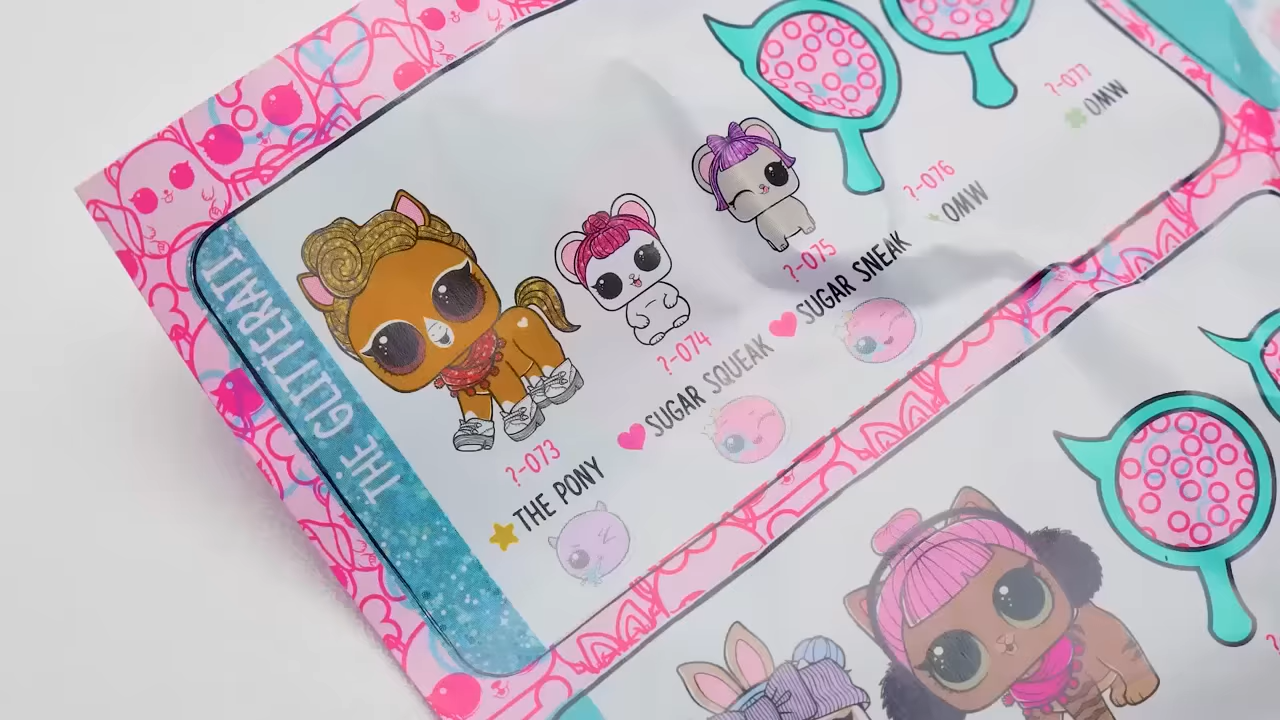 THE GLITTERATI
?-073
THE PONY
?-074
SUGAR SQUEAK
?-075
SUGAR SNEAK
?-076
OMW
?-077
OMW